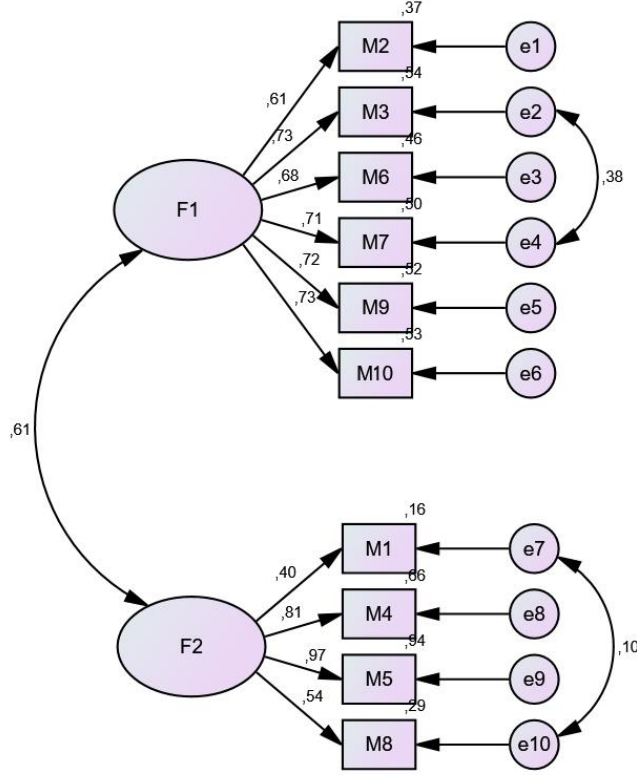 ,37
M2
e1
,61
,54
M3
e2
,73
,46
M6
e3
,38
,68
,50
F1
M7
e4
,71
,52
M9
e5
,72
,53
M10
e6
,73
,61
,16
M1
e7
,40
,66
M4
e8
,81
,94
M5
e9
,10
F2
,97
,29
M8
e10
,54